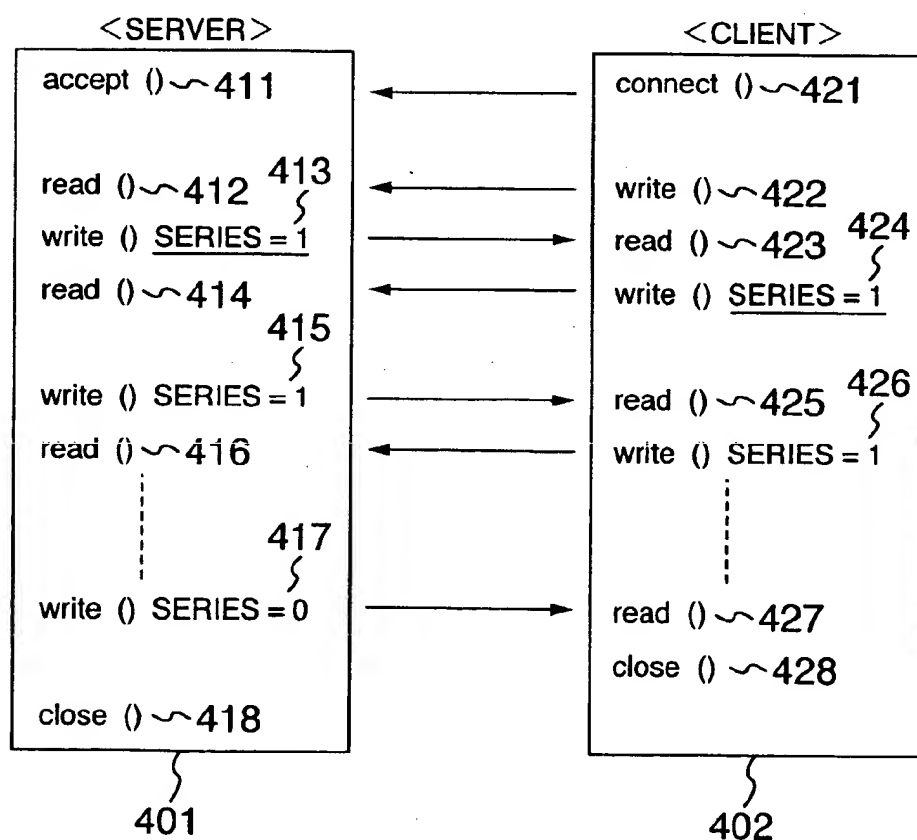 <SERVER>
accept () 411
413
read () 412
write () SERIES = 1
read () 414
415
write () SERIES = 1
read () 416
417
write () SERIES = 0
close () 418
401
<CLIENT>
connect () 421
write () 422
424
read () 423
write () SERIES = 1
426
read () 425
write () SERIES = 1
read () 427
close () 428
402